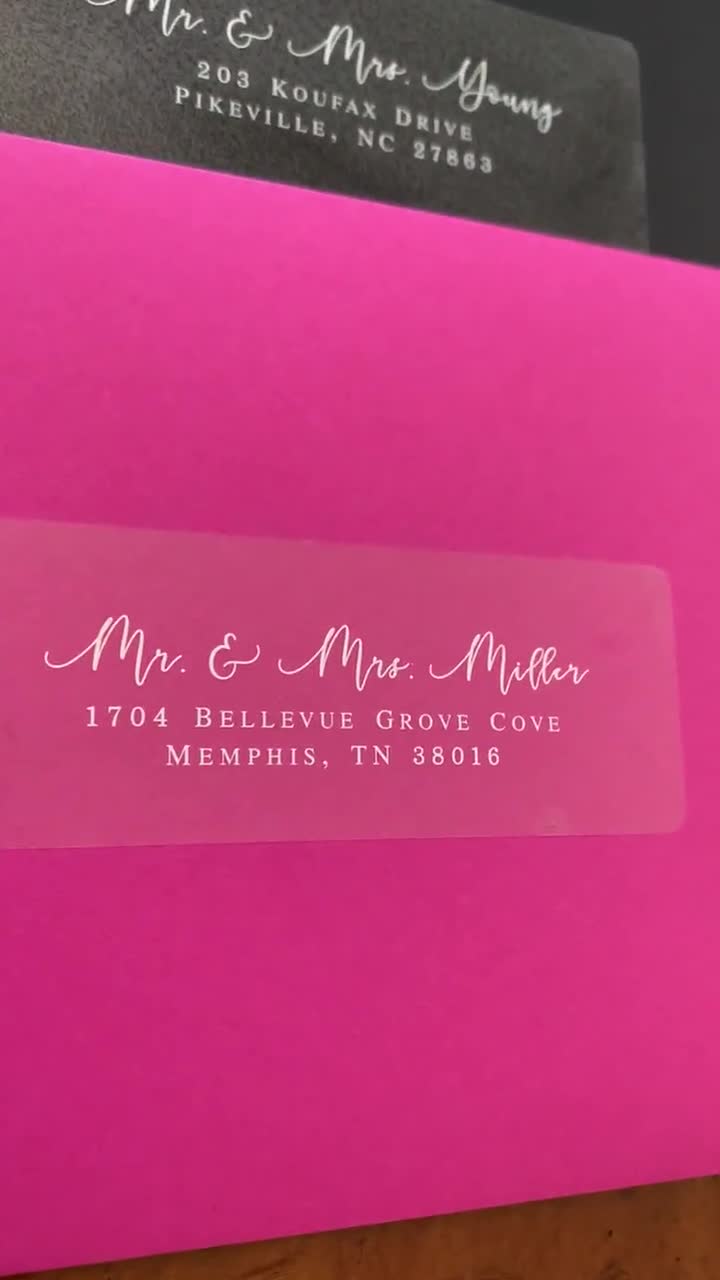 Mr. & Mrs. Young
203 Koufax Drive
Pikeville, NC 27863
Mr. & Mrs. Miller
1704 Bellevue Grove Cove
Memphis, TN 38016